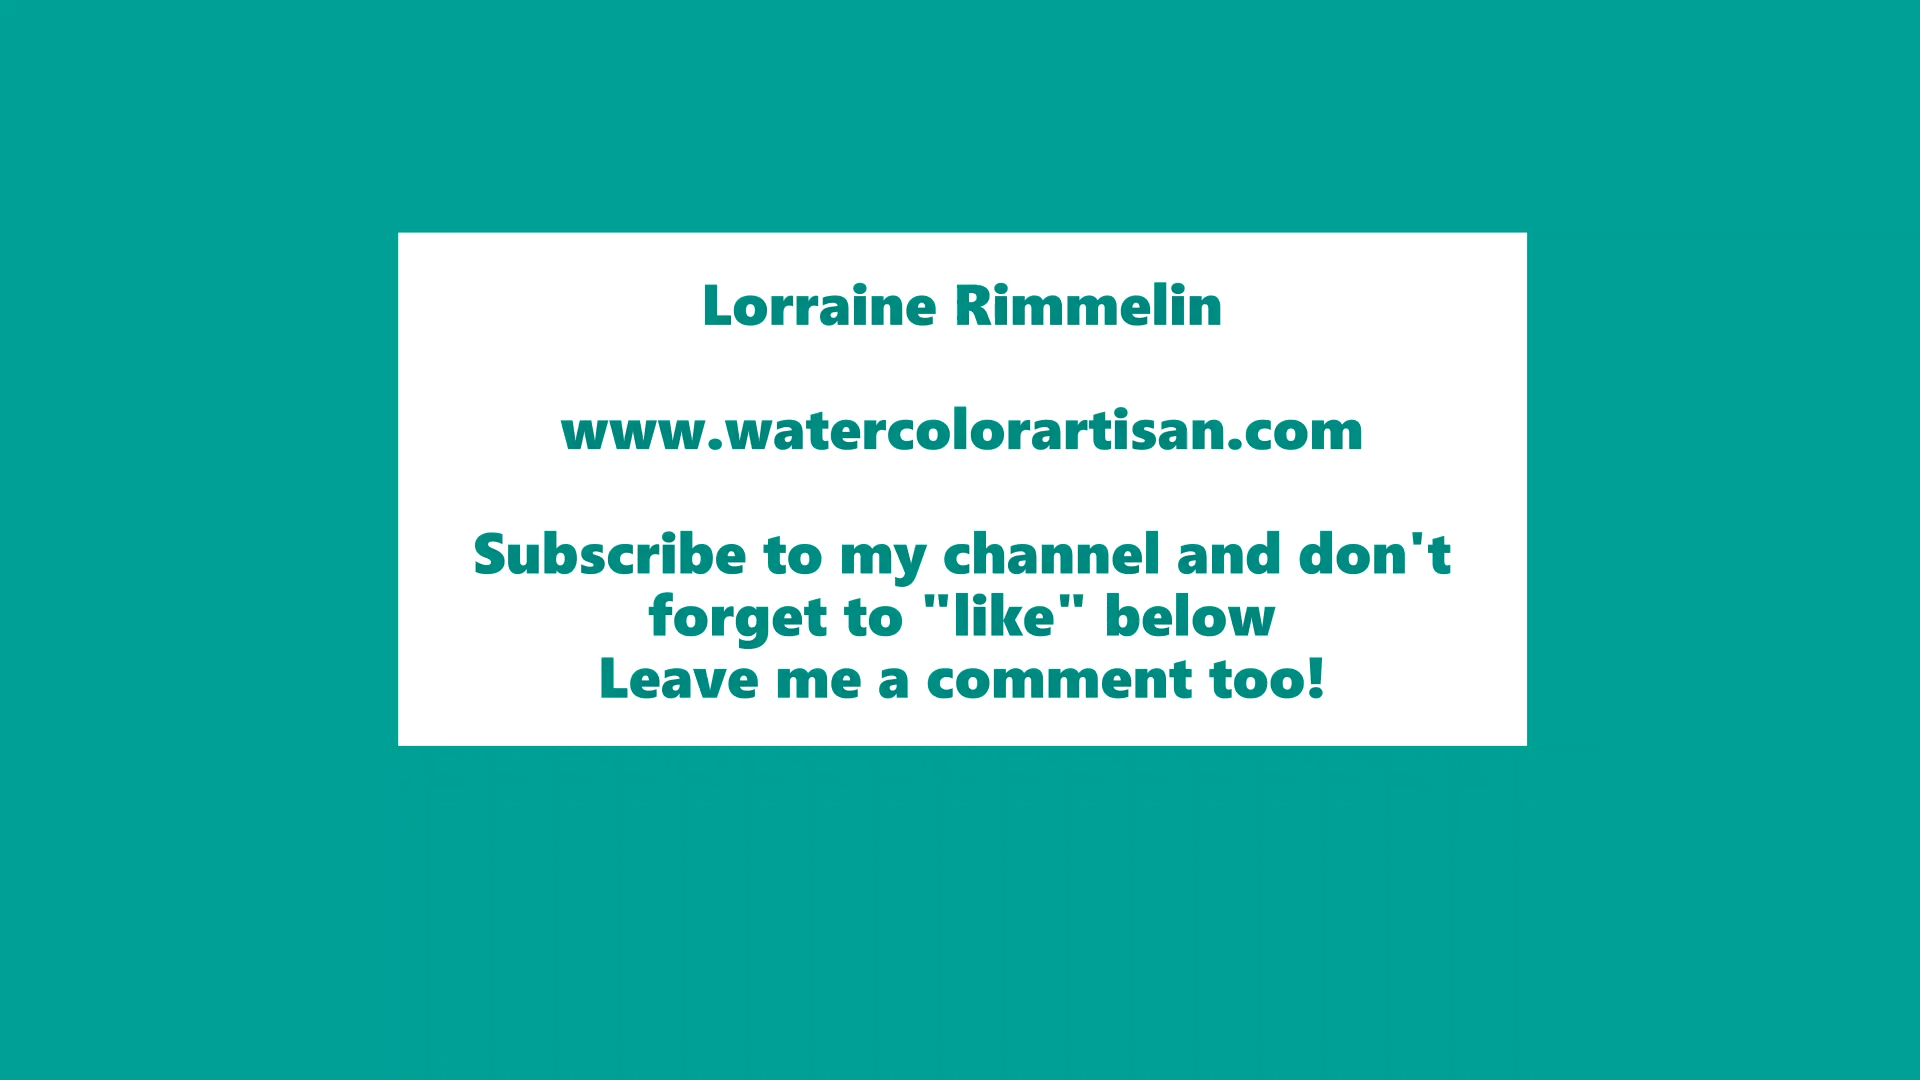 Lorraine Rimmelin
www.watercolorartisan.com
Subscribe to my channel and don't
forget to "like" below
Leave me a comment too!